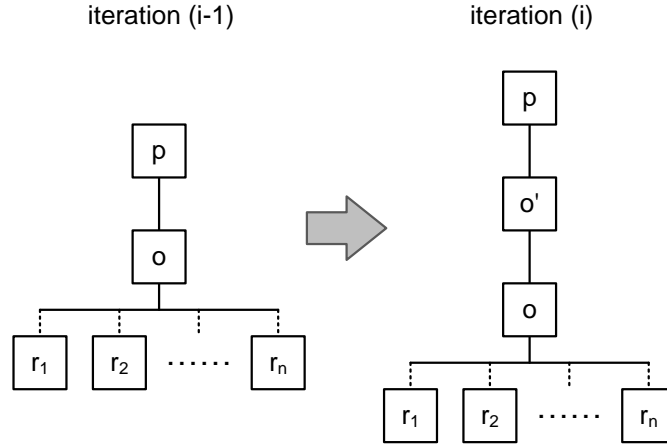 iteration (i-1)
iteration (i)
p
o
r₁ r₂ ...... rₙ
p
o'
o
r₁ r₂ ...... rₙ